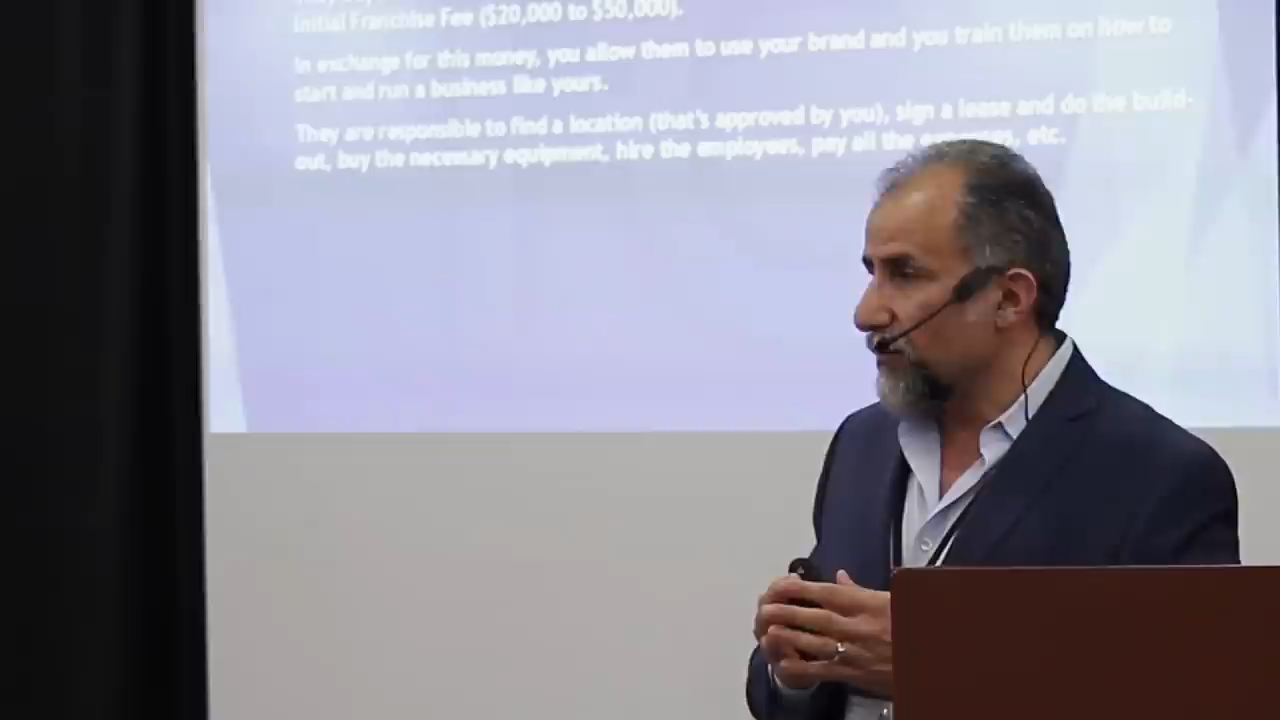 Initial Franchise Fee ($20,000 to $50,000).
In exchange for this money, you allow them to use your brand and you train them on how to
start and run a business like yours.
They are responsible to find a location (that's approved by you), sign a lease and do the build-
out, buy the necessary equipment, hire the employees, pay all the expenses, etc.